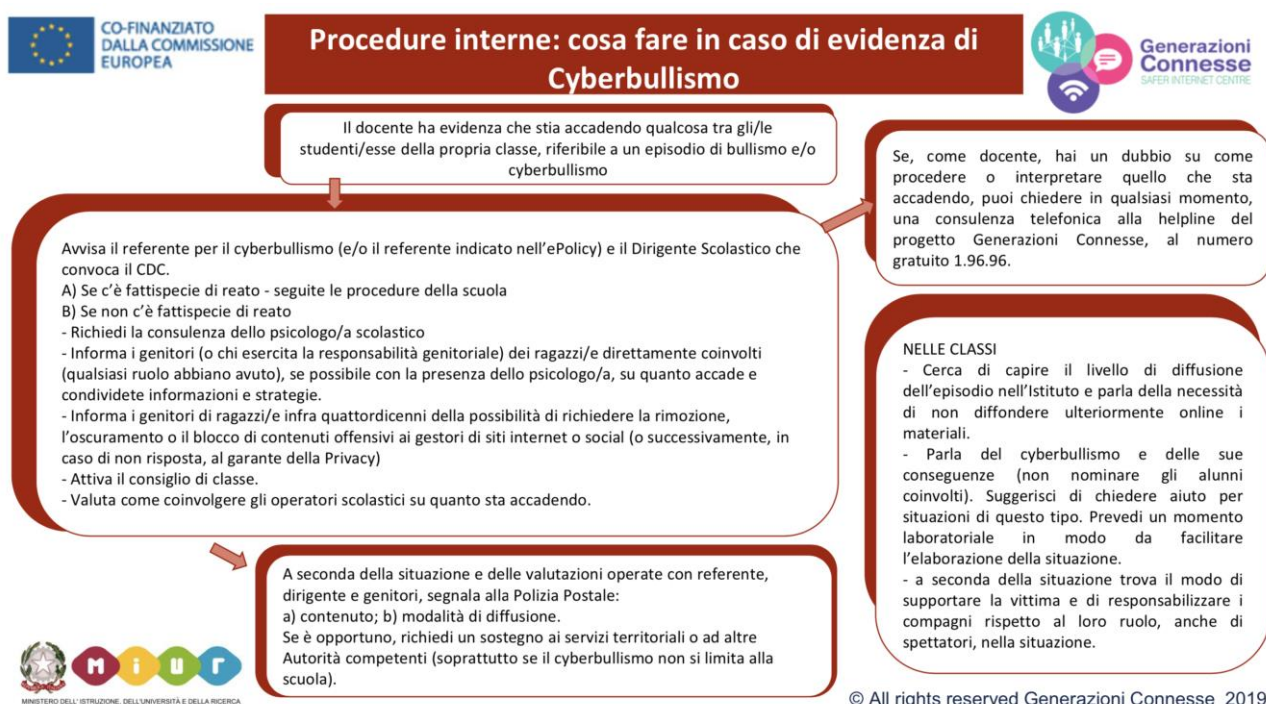 CO-FINANZIATO
DALLA COMMISSIONE
EUROPEA
Procedure interne: cosa fare in caso di evidenza di
Cyberbullismo
Generazioni
Connesse
SAFER INTERNET CENTRE
Il docente ha evidenza che stia accadendo qualcosa tra gli/le
studenti/esse della propria classe, riferibile a un episodio di bullismo e/o
cyberbullismo
Se, come docente, hai un dubbio su come
procedere o interpretare quello che sta
accadendo, puoi chiedere in qualsiasi momento,
una consulenza telefonica alla helpline del
progetto Generazioni Connesse, al numero
gratuito 1.96.96.
Avvisa il referente per il cyberbullismo (e/o il referente indicato nell'ePolicy) e il Dirigente Scolastico che
convoca il CDC.
A) Se c'è fattispecie di reato - seguite le procedure della scuola
B) Se non c'è fattispecie di reato
- Richiedi la consulenza dello psicologo/a scolastico
- Informa i genitori (o chi esercita la responsabilità genitoriale) dei ragazzi/e direttamente coinvolti
(qualsiasi ruolo abbiano avuto), se possibile con la presenza dello psicologo/a, su quanto accade e
condividete informazioni e strategie.
- Informa i genitori di ragazzi/e infra quattordicenni della possibilità di richiedere la rimozione,
l'oscuramento o il blocco di contenuti offensivi ai gestori di siti internet o social (o successivamente, in
caso di non risposta, al garante della Privacy)
- Attiva il consiglio di classe.
- Valuta come coinvolgere gli operatori scolastici su quanto sta accadendo.
NELLE CLASSI
- Cerca di capire il livello di diffusione
dell'episodio nell'Istituto e parla della necessità
di non diffondere ulteriormente online i
materiali.
- Parla del cyberbullismo e delle sue
conseguenze (non nominare gli alunni
coinvolti). Suggerisci di chiedere aiuto per
situazioni di questo tipo. Prevedi un momento
laboratoriale in modo da facilitare
l'elaborazione della situazione.
- a seconda della situazione trova il modo di
supportare la vittima e di responsabilizzare i
compagni rispetto al loro ruolo, anche di
spettatori, nella situazione.
A seconda della situazione e delle valutazioni operate con referente,
dirigente e genitori, segnala alla Polizia Postale:
a) contenuto; b) modalità di diffusione.
Se è opportuno, richiedi un sostegno ai servizi territoriali o ad altre
Autorità competenti (soprattutto se il cyberbullismo non si limita alla
scuola).
miur
MINISTERO DELL' ISTRUZIONE, DELL'UNIVERSITÀ E DELLA RICERCA
© All rights reserved Generazioni Connesse 2019